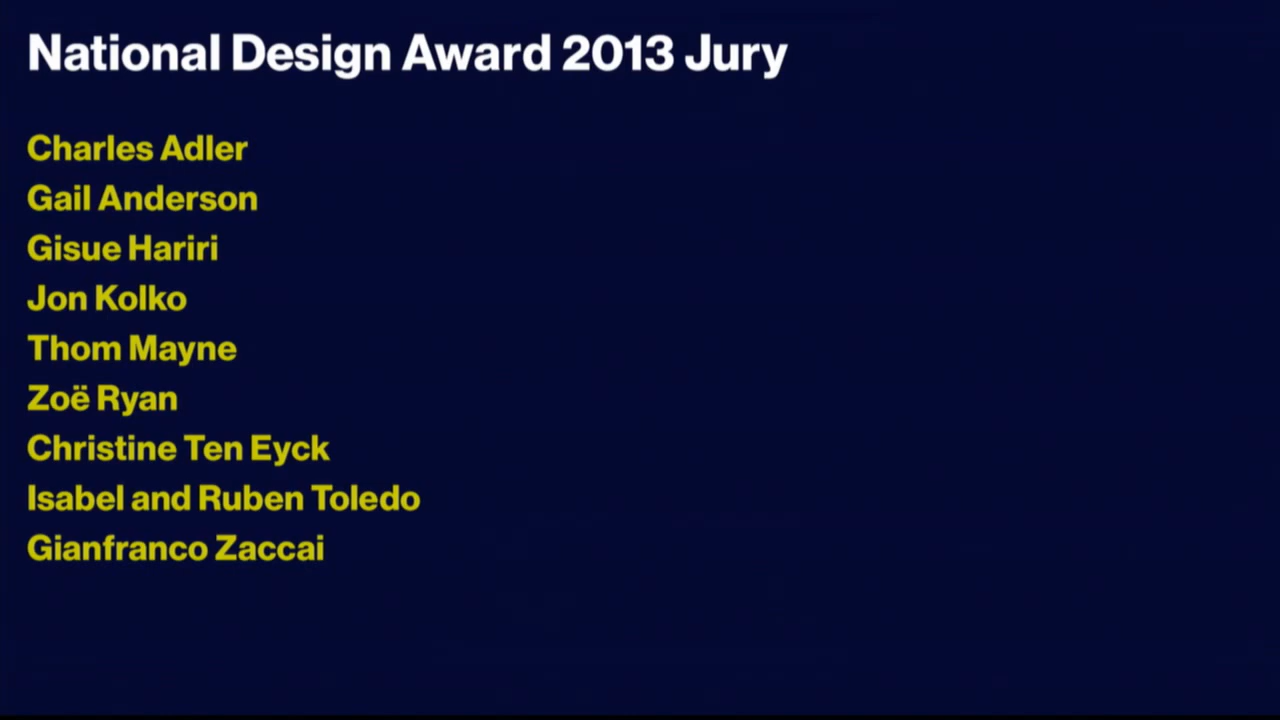 National Design Award 2013 Jury
Charles Adler
Gail Anderson
Gisue Hariri
Jon Kolko
Thom Mayne
Zoë Ryan
Christine Ten Eyck
Isabel and Ruben Toledo
Gianfranco Zaccai